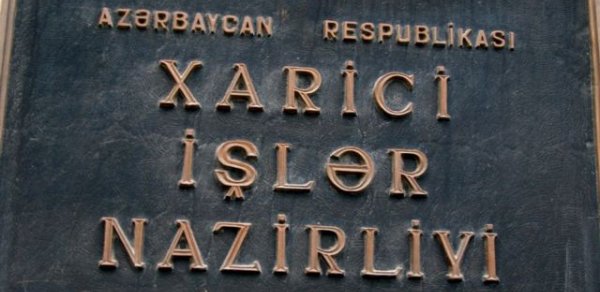 AZƏRBAYCAN RESPUBLİKASI
XARİCİ
İŞLƏR
NAZİRLİYİ